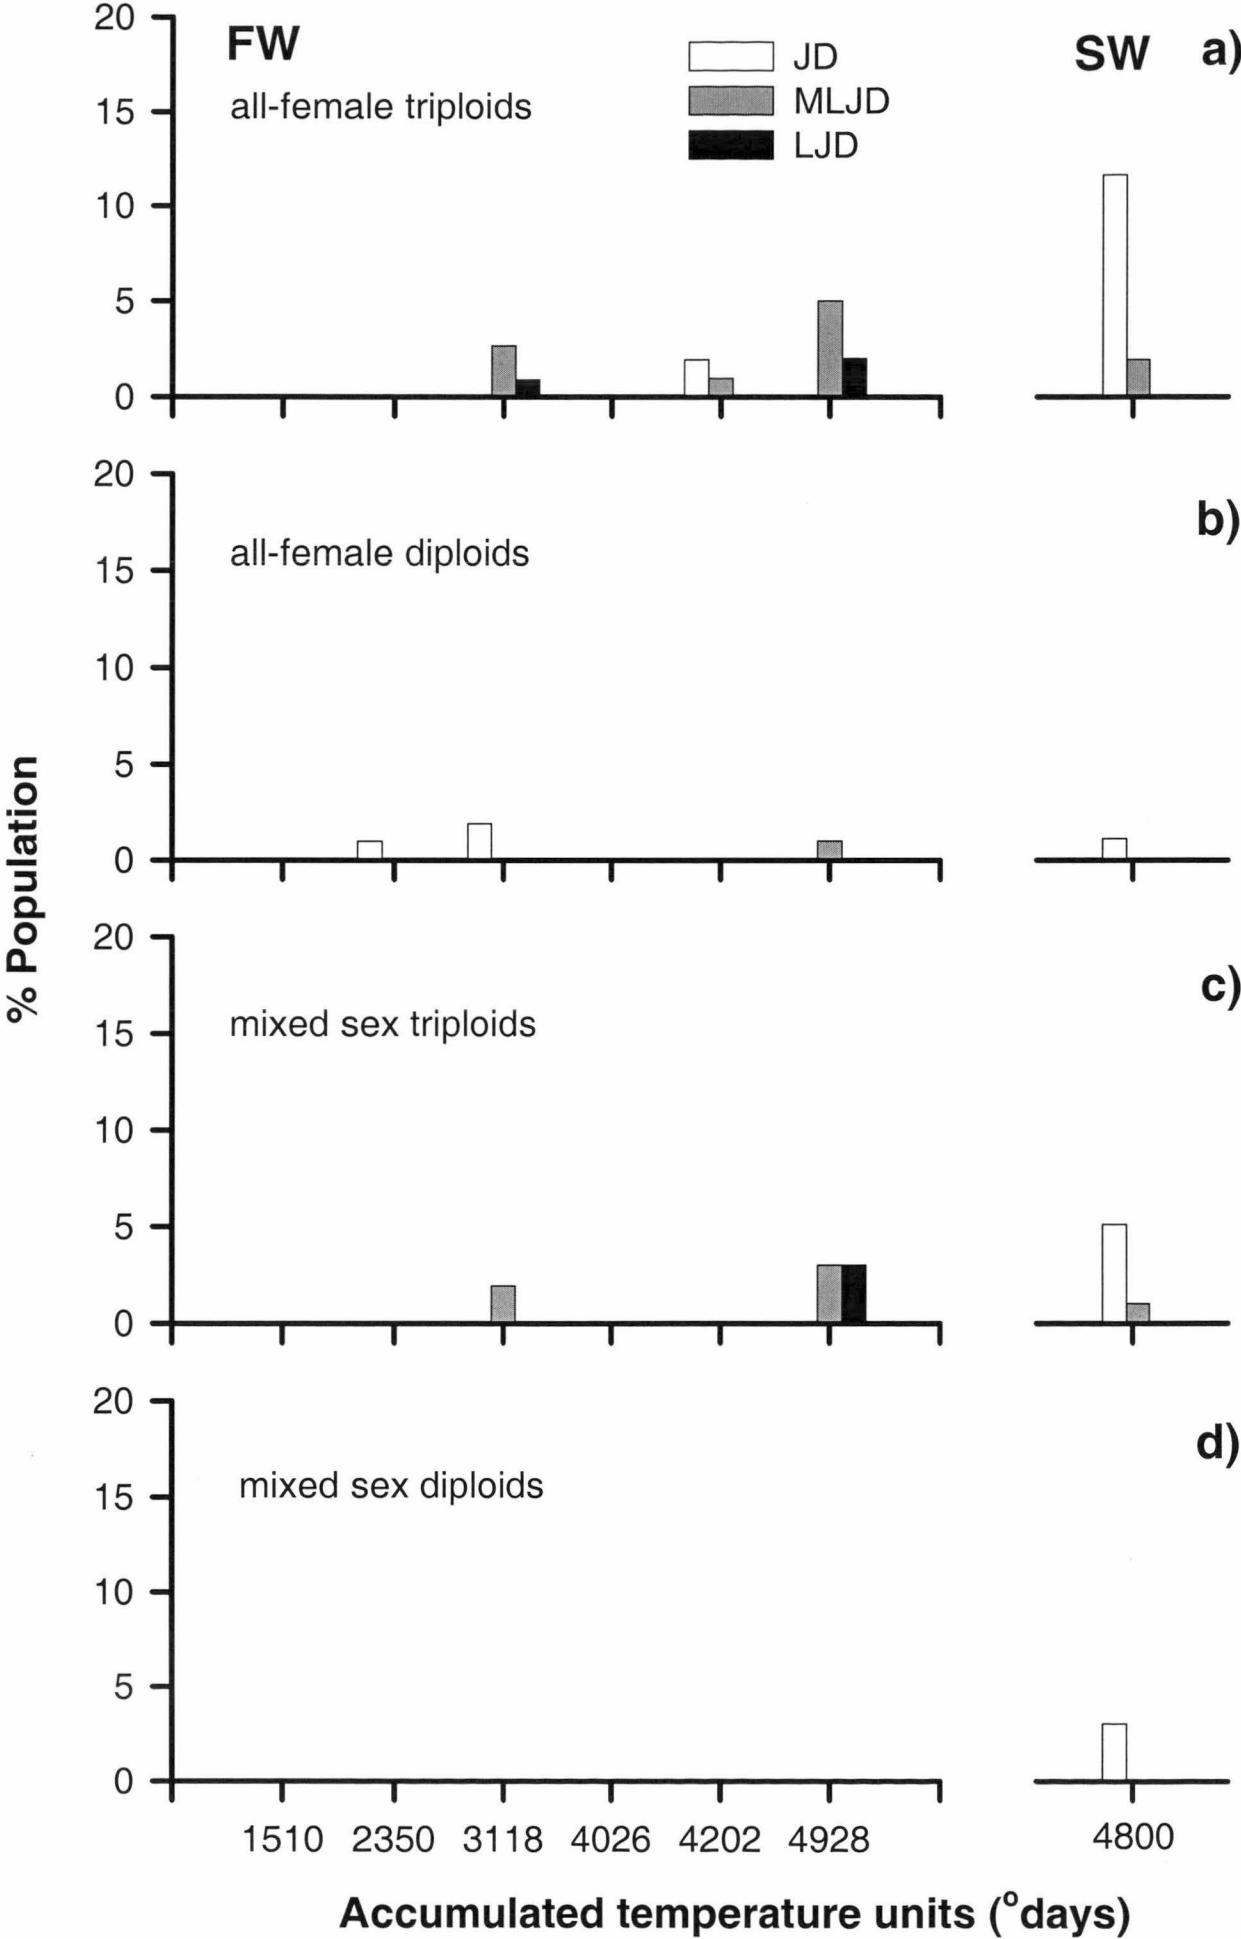 20
FW
JD
SW
a)
MLJD
all-female triploids
15
LJD
10
5
0
20
b)
all-female diploids
15
10
5
0
% Population
20
c)
mixed sex triploids
15
10
5
0
20
d)
mixed sex diploids
15
10
5
0
1510 2350 3118 4026 4202 4928 4800
Accumulated temperature units (°days)